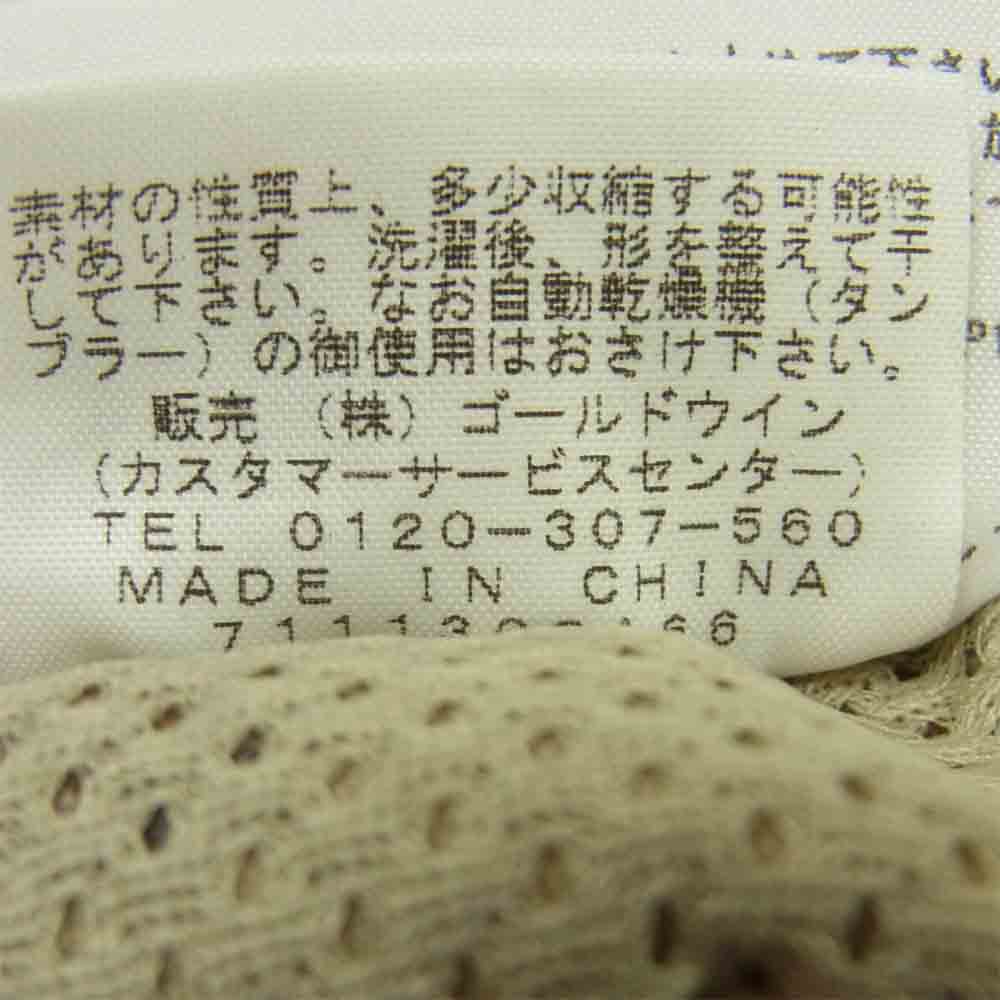 素材の性質上、多少収縮する可能性
があります。洗濯後、形を整えて干
して下さい。なお自動乾燥機（タン
ブラー）の御使用はおさけ下さい。
販売　（株）ゴールドウイン
（カスタマーサービスセンター）
TEL 0120-307-560
MADE IN CHINA